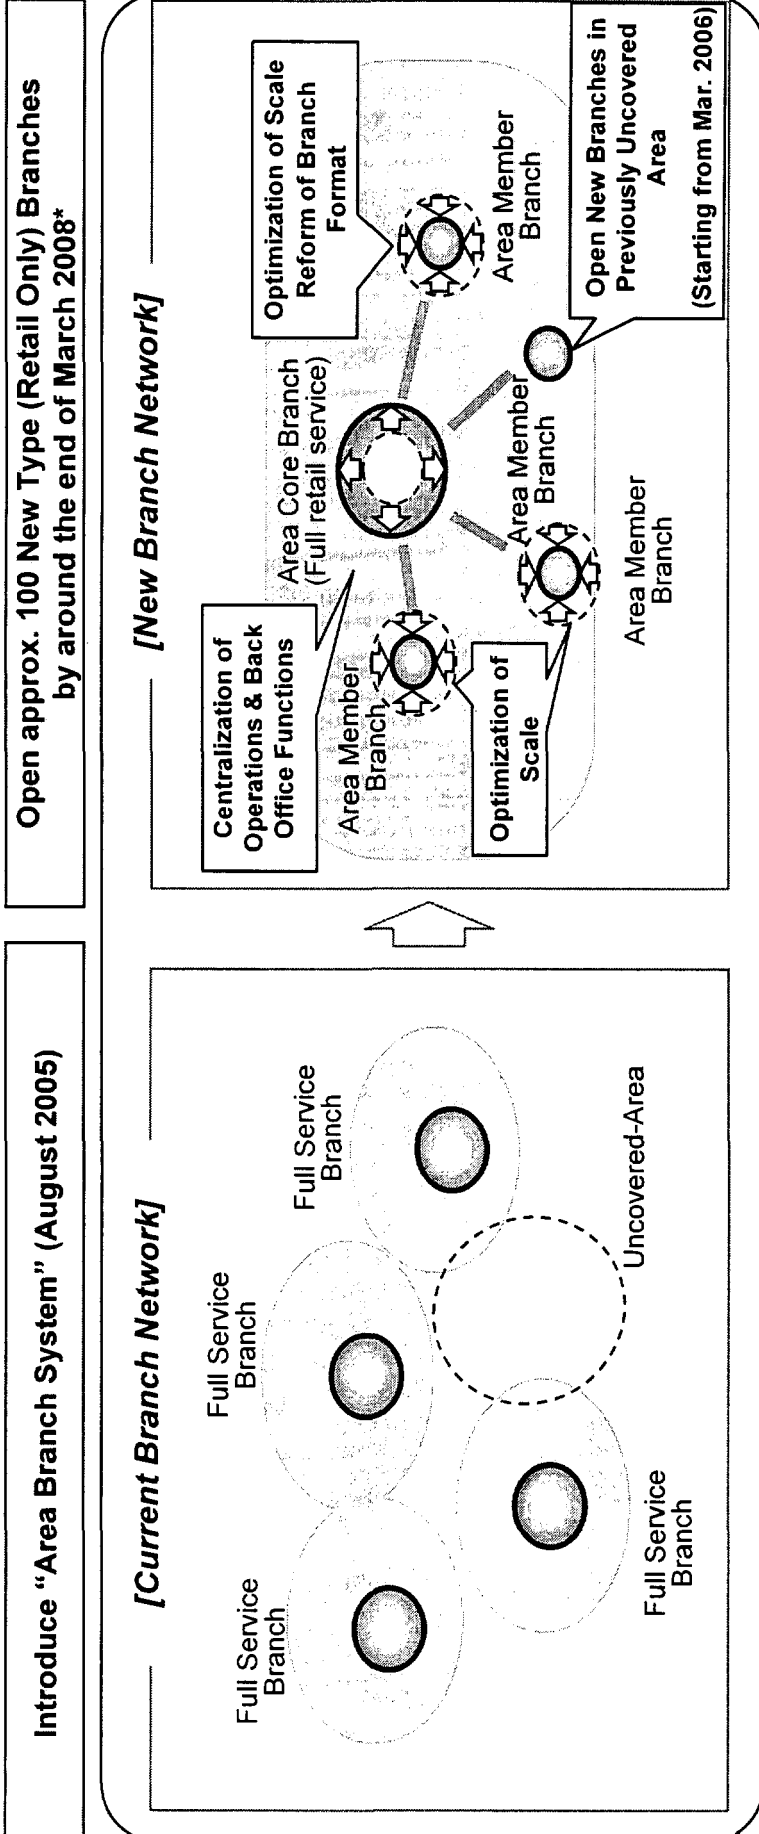 Introduce “Area Branch System” (August 2005)
Open approx. 100 New Type (Retail Only) Branches
by around the end of March 2008*
[Current Branch Network]
Full Service
Branch
Full Service
Branch
Full Service
Branch
Full Service
Branch
Uncovered-Area
[New Branch Network]
Centralization of
Operations & Back
Office Functions
Area Core Branch
(Full retail service)
Optimization of Scale
Reform of Branch
Format
Area Member
Branch
Area Member
Branch
Area Member
Branch
Area Member
Branch
Optimization of
Scale
Open New Branches in
Previously Uncovered
Area
(Starting from Mar. 2006)